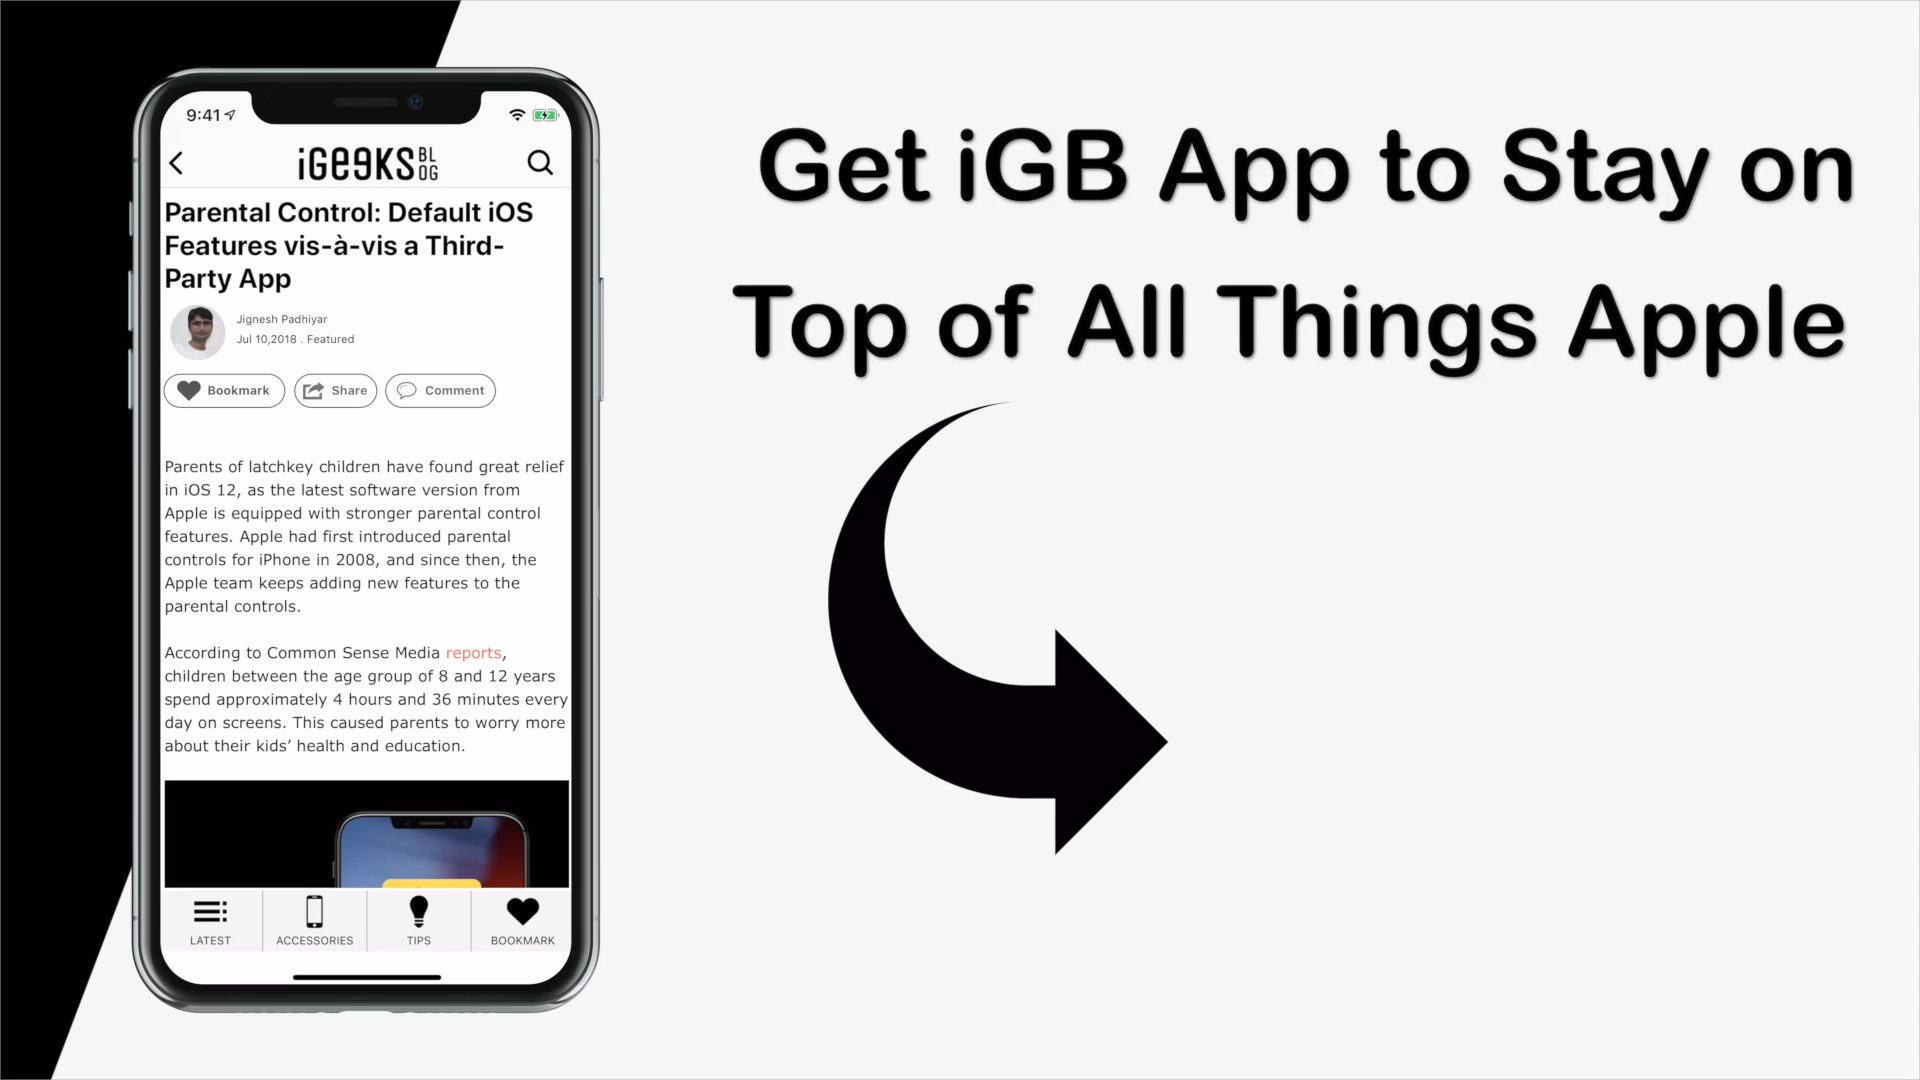 9:41
iGeeKS BLOG
Parental Control: Default iOS
Features vis-à-vis a Third-
Party App
Jignesh Padhiyar
Jul 10,2018 . Featured
Bookmark Share Comment
Parents of latchkey children have found great relief
in iOS 12, as the latest software version from
Apple is equipped with stronger parental control
features. Apple had first introduced parental
controls for iPhone in 2008, and since then, the
Apple team keeps adding new features to the
parental controls.
According to Common Sense Media reports,
children between the age group of 8 and 12 years
spend approximately 4 hours and 36 minutes every
day on screens. This caused parents to worry more
about their kids’ health and education.
LATEST ACCESSORIES TIPS BOOKMARK
Get iGB App to Stay on
Top of All Things Apple